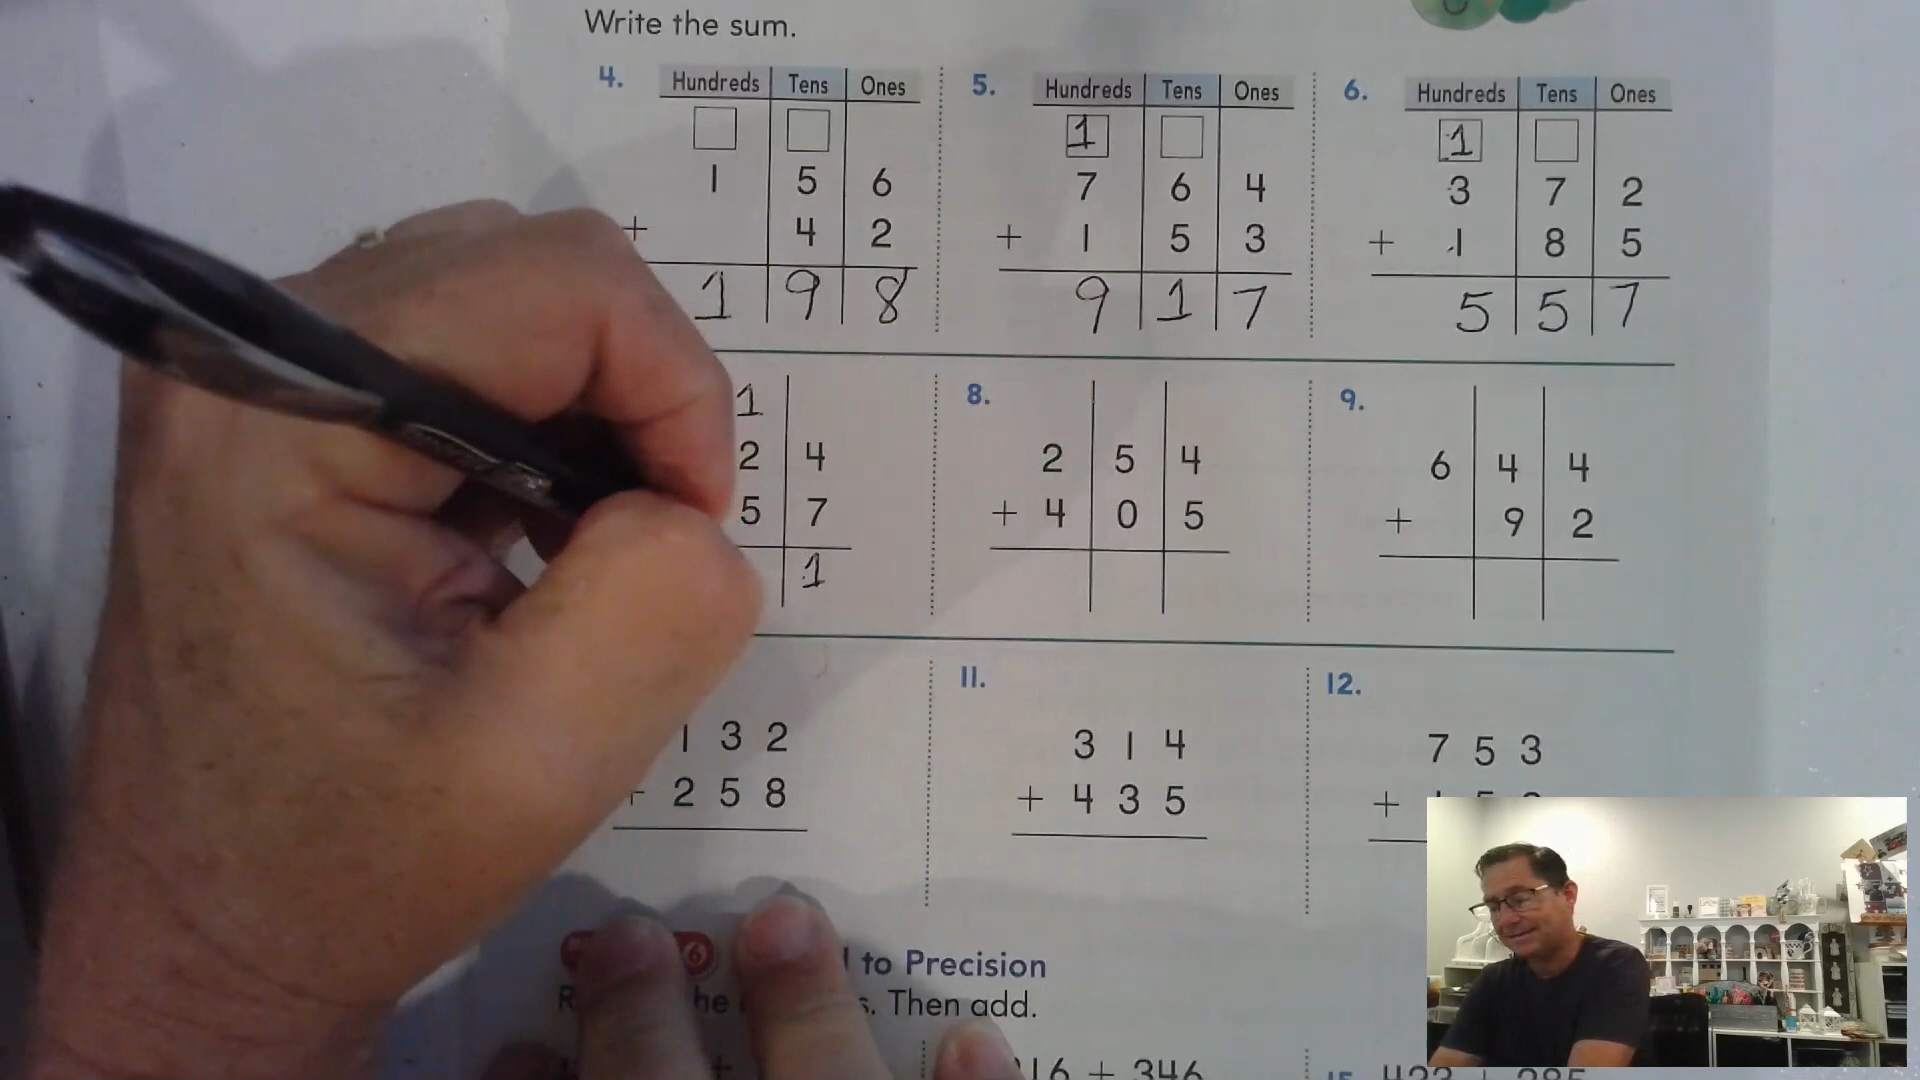 Write the sum.
4. Hundreds Tens Ones
1 5 6
+ 4 2
1 9 8
5. Hundreds Tens Ones
1
7 6 4
+ 1 5 3
9 1 7
6. Hundreds Tens Ones
1
3 7 2
+ 1 8 5
5 5 7
1
2 4
5 7
1
8.
2 5 4
+ 4 0 5
9.
6 4 4
+ 9 2
1 3 2
+ 2 5 8
11.
3 1 4
+ 4 3 5
12.
7 5 3
+
6
to Precision
Then add.
16 + 346